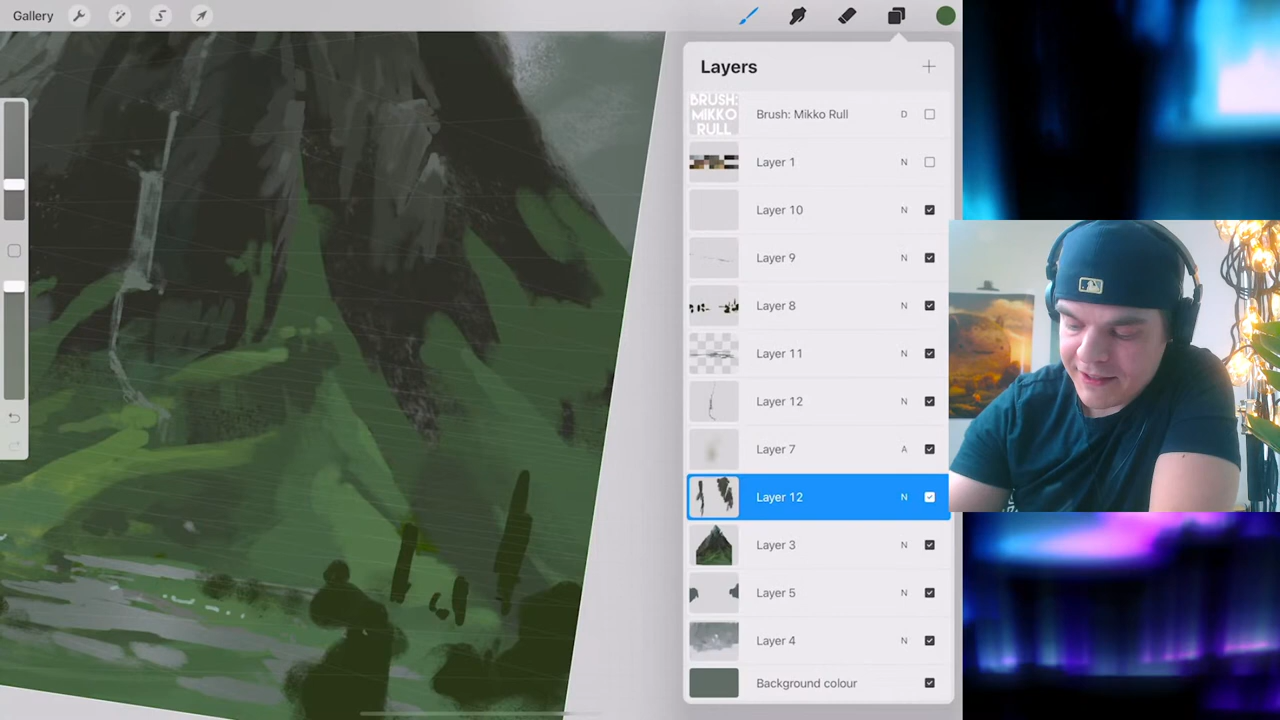 Gallery
Layers
BRUSH:
MIKKO
RULL
Brush: Mikko Rull
D
Layer 1
N
Layer 10
N
Layer 9
N
Layer 8
N
Layer 11
N
Layer 12
N
Layer 7
A
Layer 12
N
Layer 3
N
Layer 5
N
Layer 4
N
Background colour